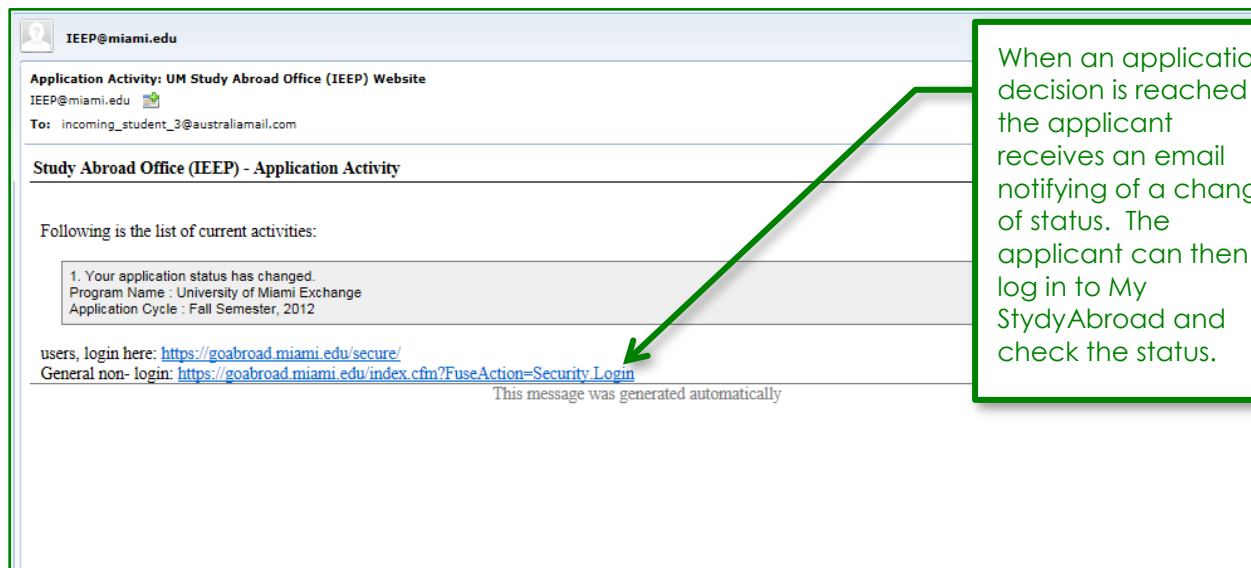 IEEP@miami.edu
Application Activity: UM Study Abroad Office (IEEP) Website
IEEP@miami.edu
To: incoming_student_3@australiamail.com
Study Abroad Office (IEEP) - Application Activity
Following is the list of current activities:
1. Your application status has changed.
Program Name : University of Miami Exchange
Application Cycle : Fall Semester, 2012
users, login here: https://goabroad.miami.edu/secure/
General non- login: https://goabroad.miami.edu/index.cfm?FuseAction=Security.Login
This message was generated automatically
When an applicatio
decision is reached
the applicant
receives an email
notifying of a chang
of status. The
applicant can then
log in to My
StydyAbroad and
check the status.